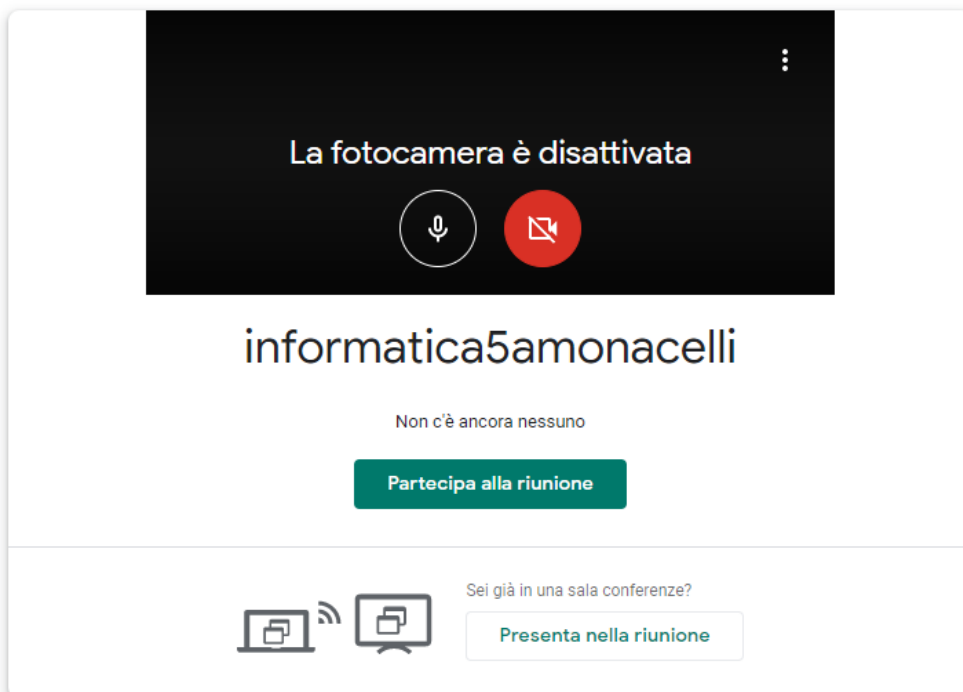 La fotocamera è disattivata
informatica5amonacelli
Non c'è ancora nessuno
Partecipa alla riunione
Sei già in una sala conferenze?
Presenta nella riunione